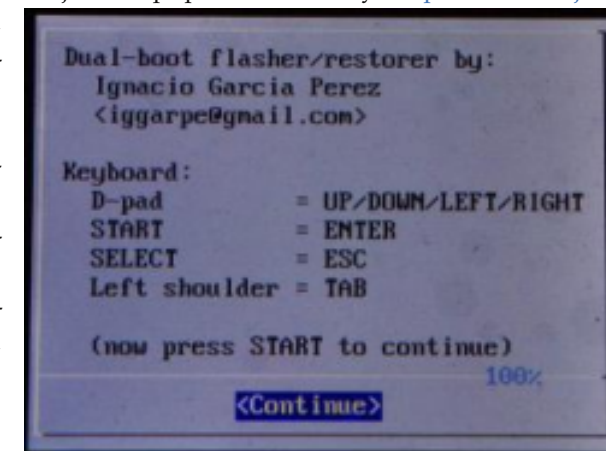 Dual-boot flasher/restorer by:
Ignacio Garcia Perez
<iggarpe@gmail.com>
Keyboard:
D-pad = UP/DOWN/LEFT/RIGHT
START = ENTER
SELECT = ESC
Left shoulder = TAB
(now press START to continue)
100%
<Continue>